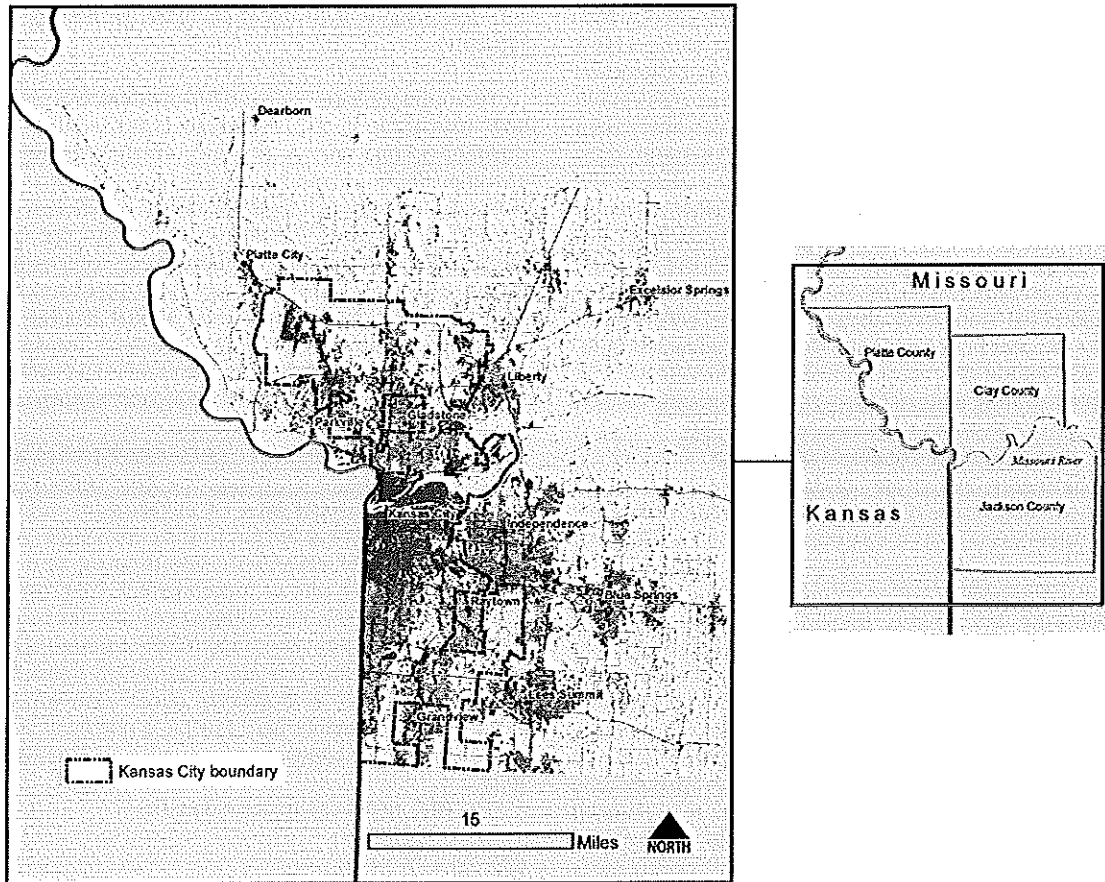 Dearborn
Platte City
Excelsior Springs
Liberty
Parkville
Gladstone
Kansas City
Independence
Blue Springs
Raytown
Lees Summit
Grandview
Kansas City boundary
15
Miles
NORTH
Missouri
Platte County
Clay County
Missouri River
Jackson County
Kansas